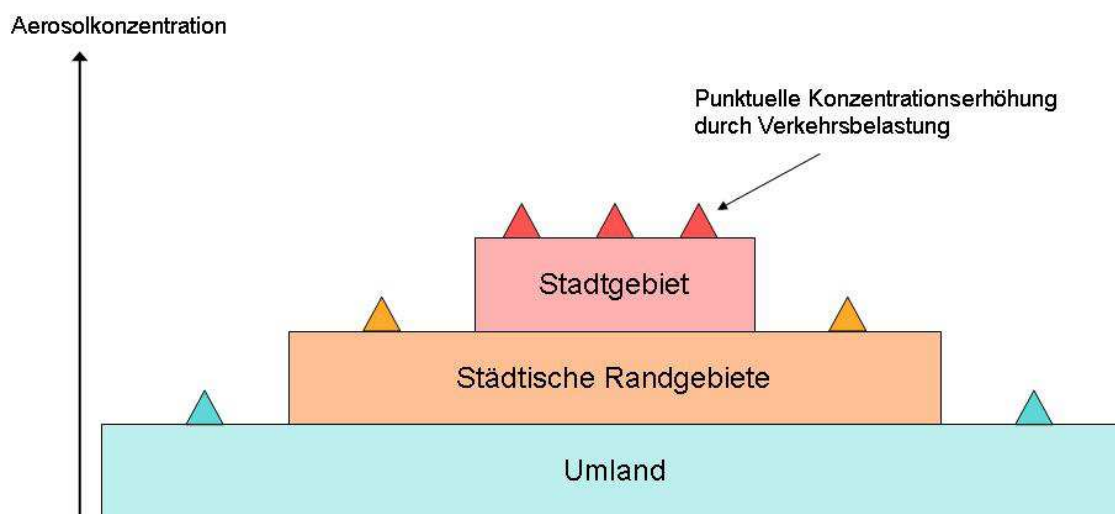 Aerosolkonzentration
Punktuelle Konzentrationserhöhung
durch Verkehrsbelastung
Stadtgebiet
Städtische Randgebiete
Umland